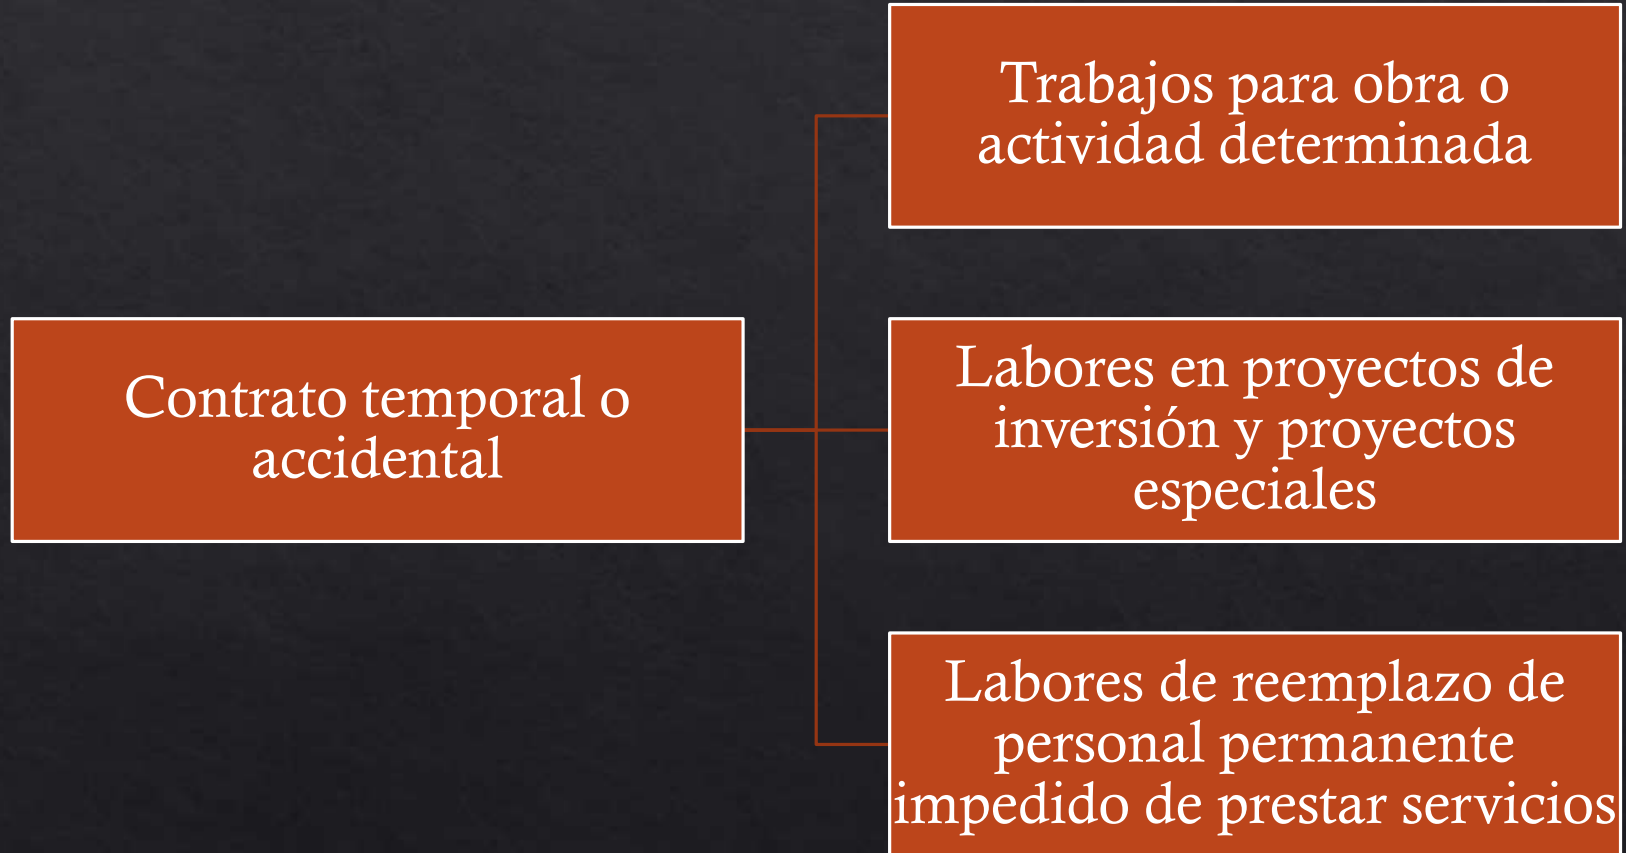 Trabajos para obra o
actividad determinada
Contrato temporal o
accidental
Labores en proyectos de
inversión y proyectos
especiales
Labores de reemplazo de
personal permanente
impedido de prestar servicios